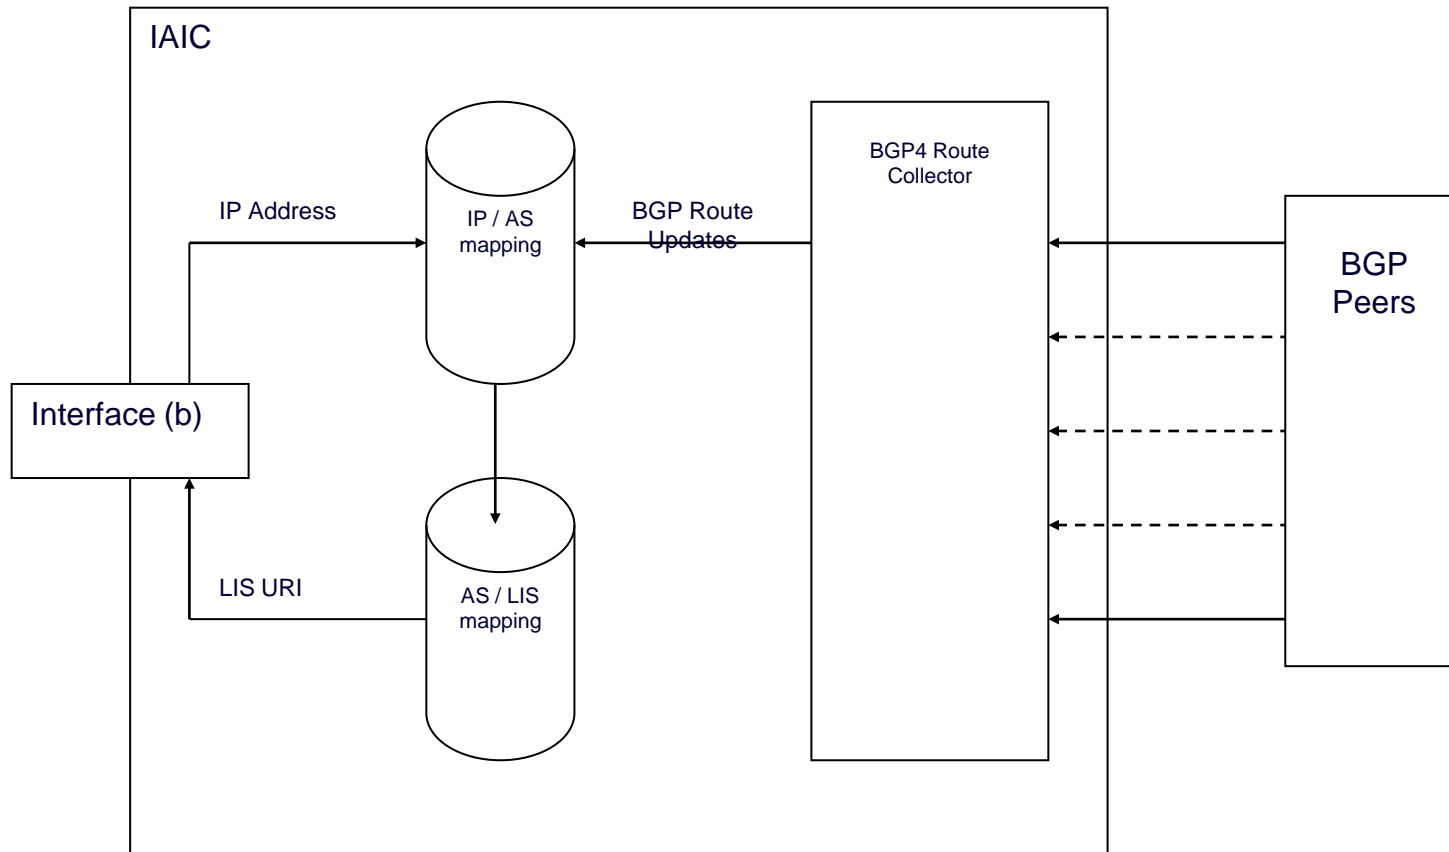 IAIC
BGP4 Route
Collector
IP Address
IP / AS
mapping
BGP Route
Updates
BGP
Peers
Interface (b)
LIS URI
AS / LIS
mapping